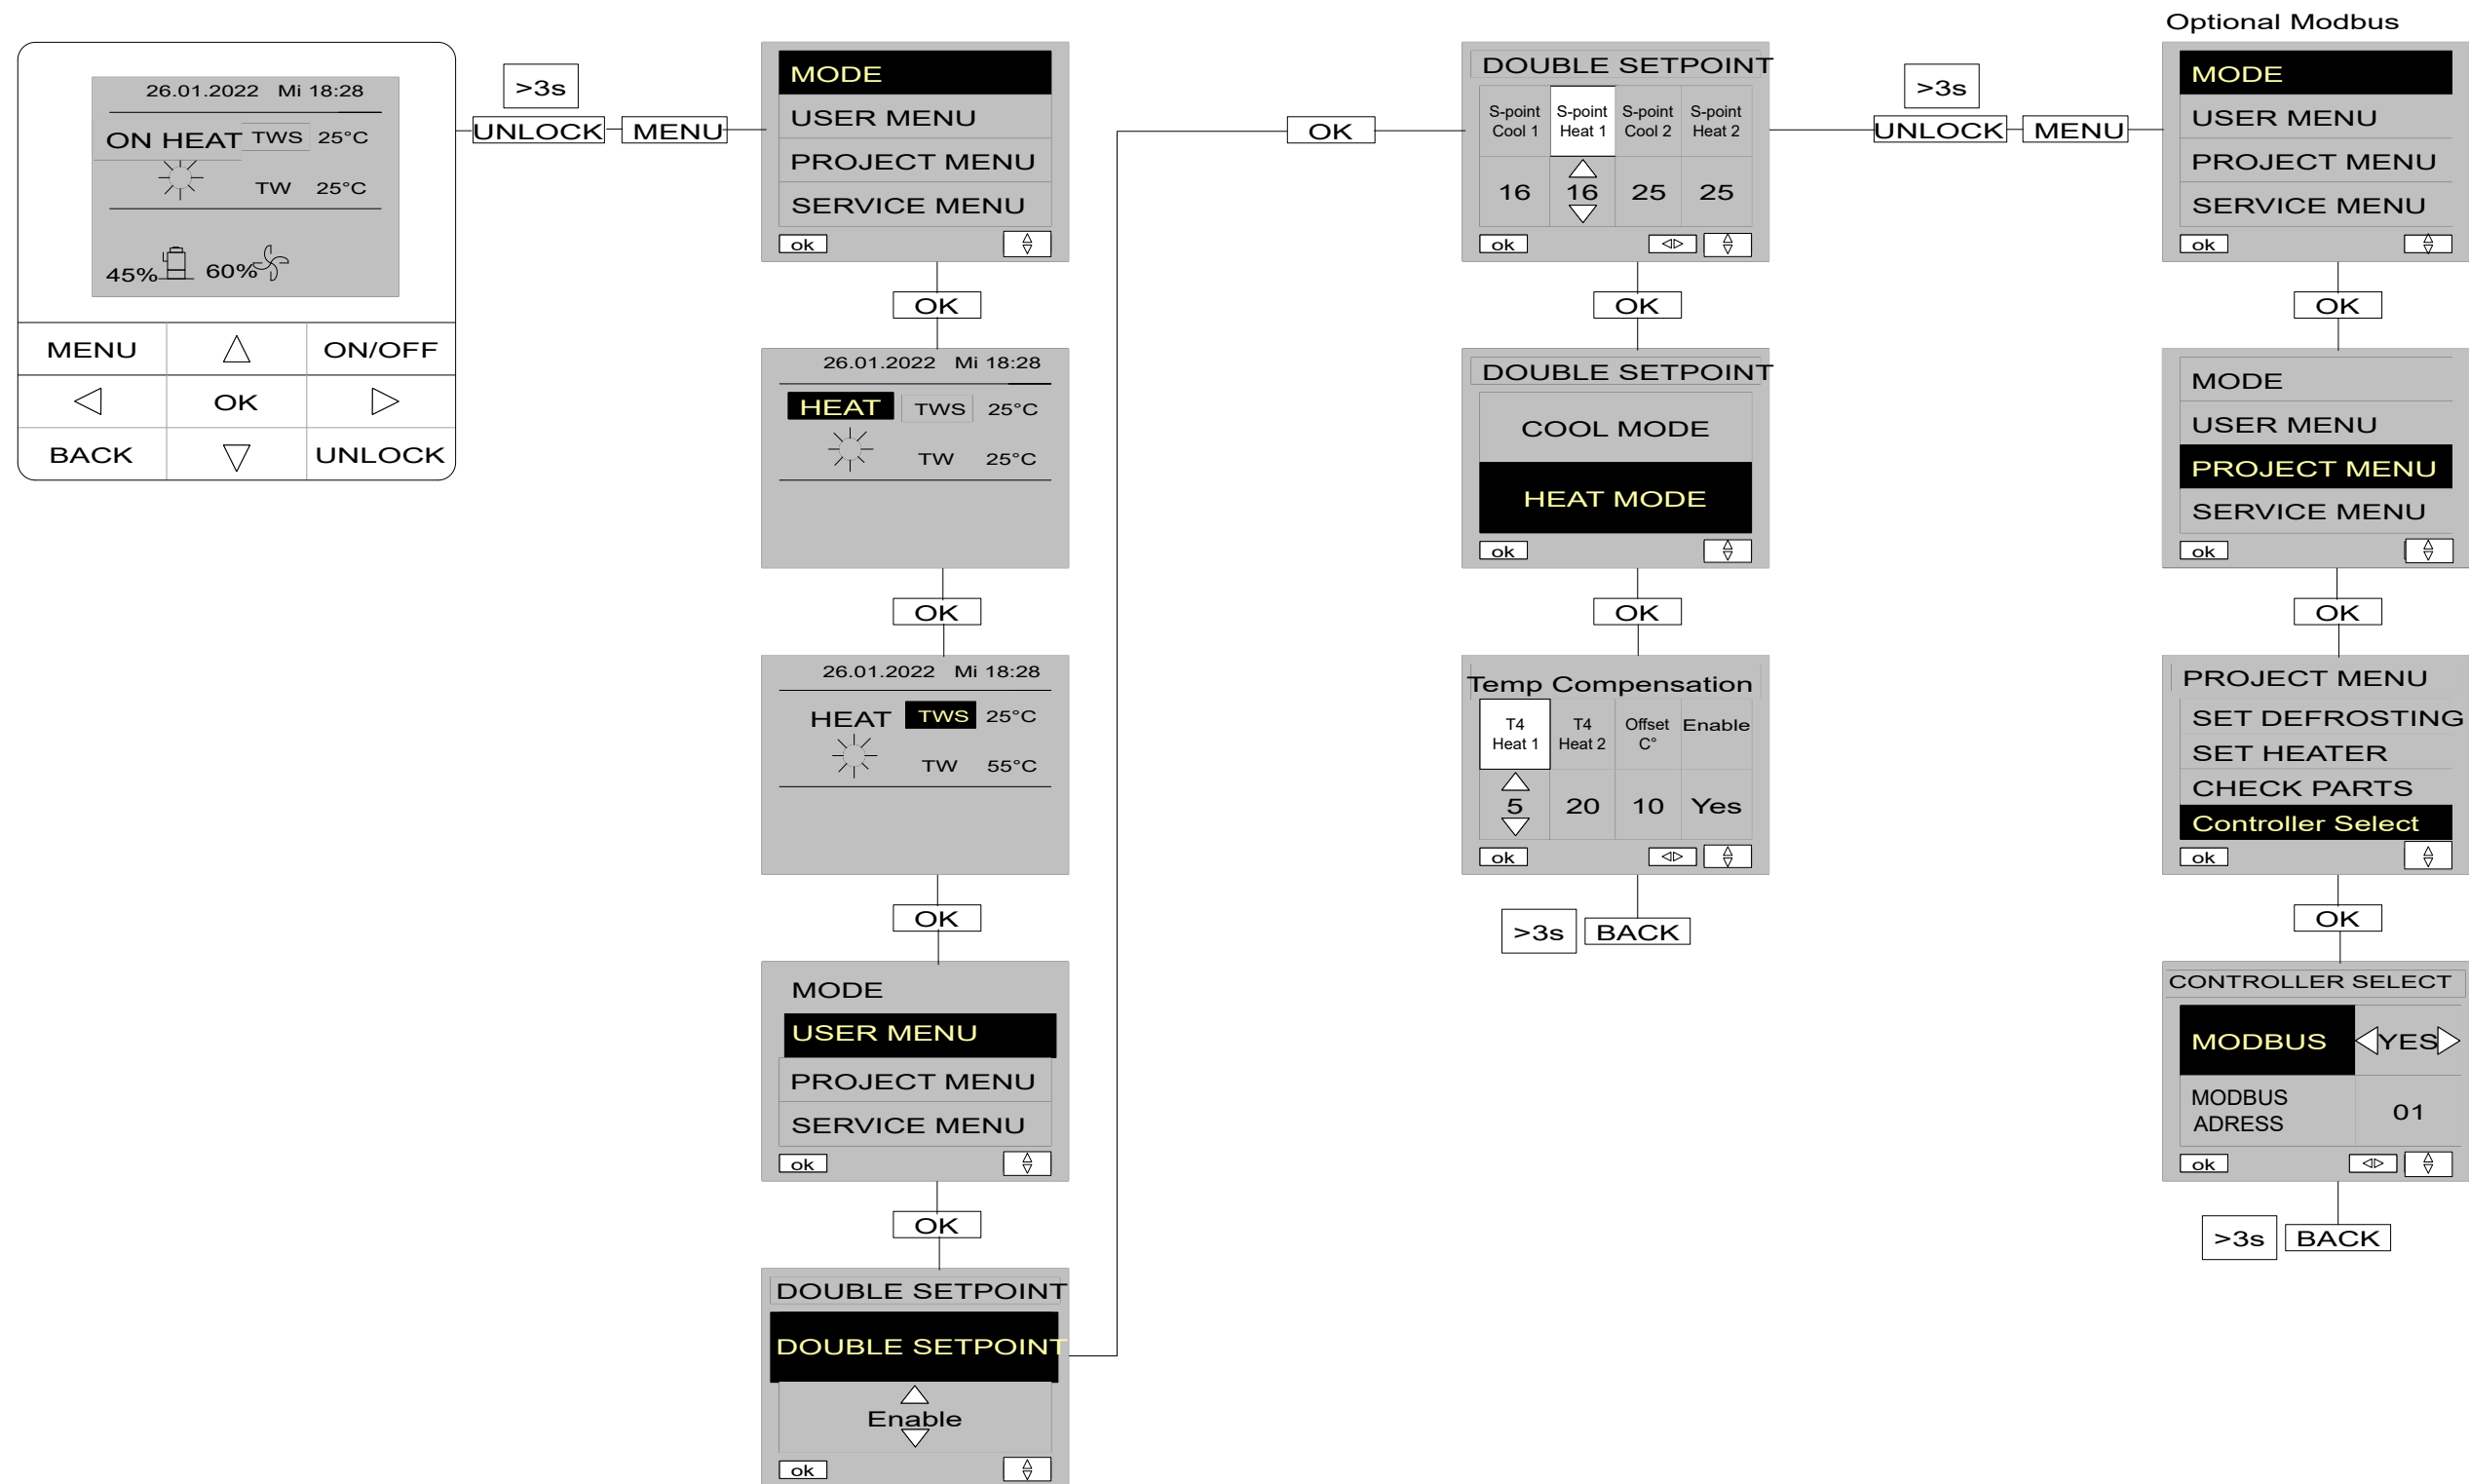 26.01.2022 Mi 18:28
ON HEAT TWS 25°C
TW 25°C
45% 60%
MENU ON/OFF
OK
BACK UNLOCK
>3s
UNLOCK MENU
MODE
USER MENU
PROJECT MENU
SERVICE MENU
ok
OK
26.01.2022 Mi 18:28
HEAT TWS 25°C
TW 25°C
OK
26.01.2022 Mi 18:28
HEAT TWS 25°C
TW 55°C
OK
MODE
USER MENU
PROJECT MENU
SERVICE MENU
ok
OK
DOUBLE SETPOINT
DOUBLE SETPOINT
Enable
ok
OK
DOUBLE SETPOINT
S-point S-point S-point S-point
Cool 1 Heat 1 Cool 2 Heat 2
16 16 25 25
ok
OK
DOUBLE SETPOINT
COOL MODE
HEAT MODE
ok
OK
Temp Compensation
T4 T4 Offset Enable
Heat 1 Heat 2 C°
5 20 10 Yes
ok
>3s BACK
>3s
UNLOCK MENU
Optional Modbus
MODE
USER MENU
PROJECT MENU
SERVICE MENU
ok
OK
MODE
USER MENU
PROJECT MENU
SERVICE MENU
ok
OK
PROJECT MENU
SET DEFROSTING
SET HEATER
CHECK PARTS
Controller Select
ok
OK
CONTROLLER SELECT
MODBUS YES
MODBUS
ADRESS 01
ok
>3s BACK